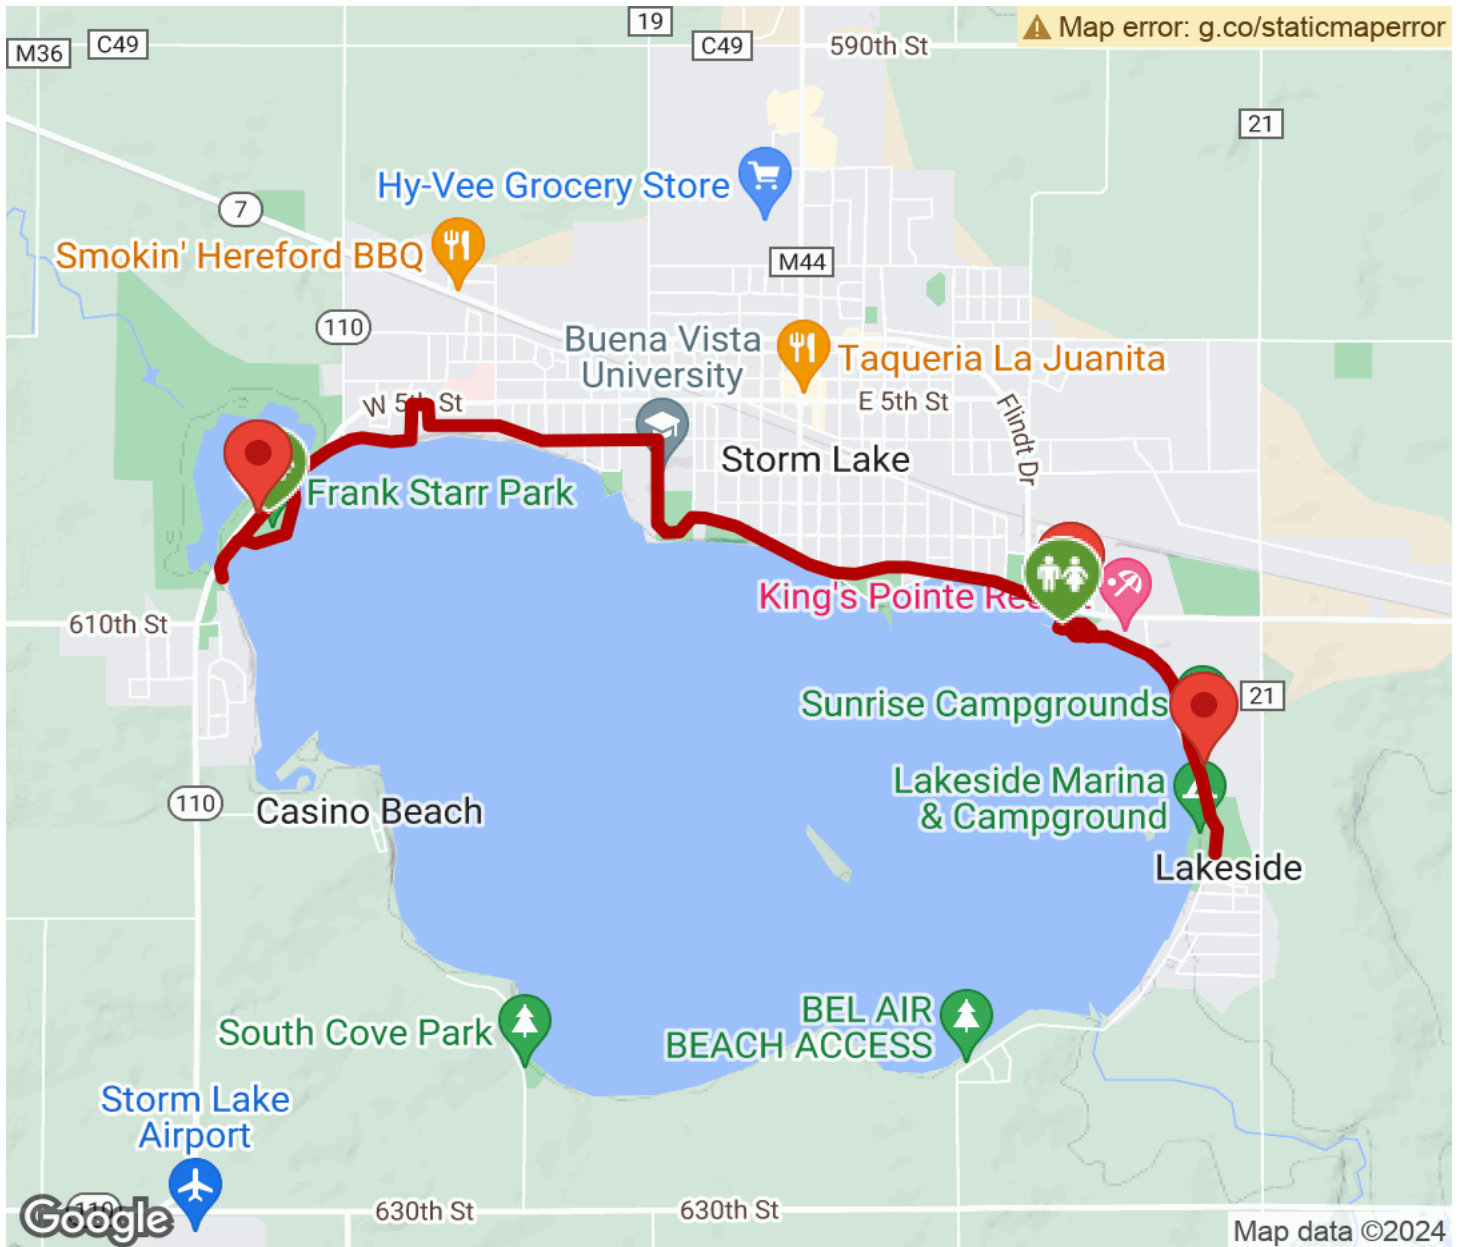 19
Map error: g.co/staticmaperror
M36
C49
C49
590th St
21
Hy-Vee Grocery Store
7
Smokin' Hereford BBQ
M44
110
Buena Vista
University
Taqueria La Juanita
W 5th St
E 5th St
Flindt Dr
Storm Lake
Frank Starr Park
King's Pointe Re
610th St
Sunrise Campgrounds
21
Lakeside Marina
& Campground
110
Casino Beach
Lakeside
South Cove Park
BEL AIR
BEACH ACCESS
Storm Lake
Airport
110
Google
630th St
630th St
Map data ©2024